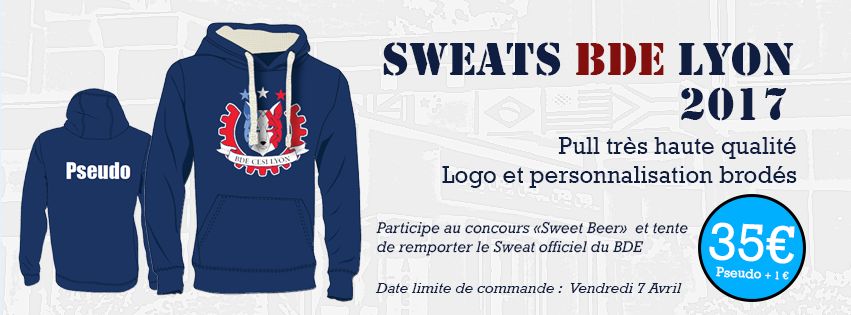 SWEATS BDE LYON
2017
Pull très haute qualité
Logo et personnalisation brodés
Pseudo
BDE CESI LYON
Participe au concours «Sweet Beer» et tente
de remporter le Sweat officiel du BDE
Date limite de commande : Vendredi 7 Avril
35€
Pseudo + 1 €